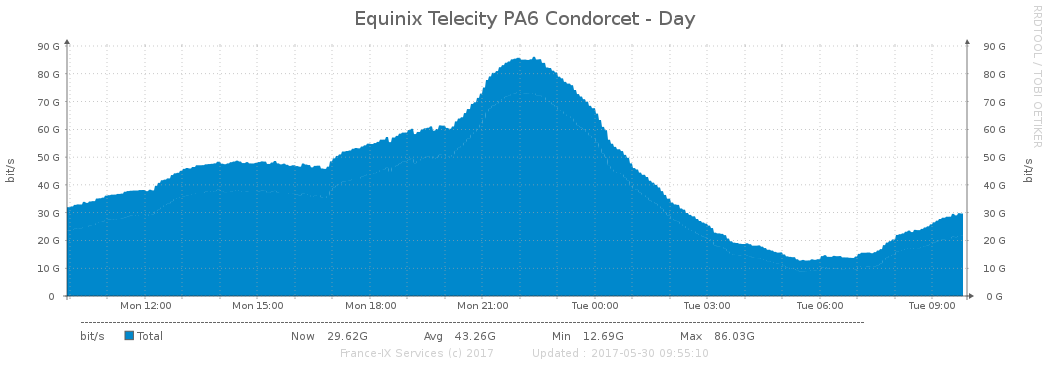 Equinix Telecity PA6 Condorcet - Day
RRDTOOL / TOBI OETIKER
90 G 90 G
80 G 80 G
70 G 70 G
60 G 60 G
50 G 50 G
bit/s bit/s
40 G 40 G
30 G 30 G
20 G 20 G
10 G 10 G
0 0 G
Mon 12:00 Mon 15:00 Mon 18:00 Mon 21:00 Tue 00:00 Tue 03:00 Tue 06:00 Tue 09:00
bit/s Total Now 29.62G Avg 43.26G Min 12.69G Max 86.03G
France-IX Services (c) 2017 Updated : 2017-05-30 09:55:10